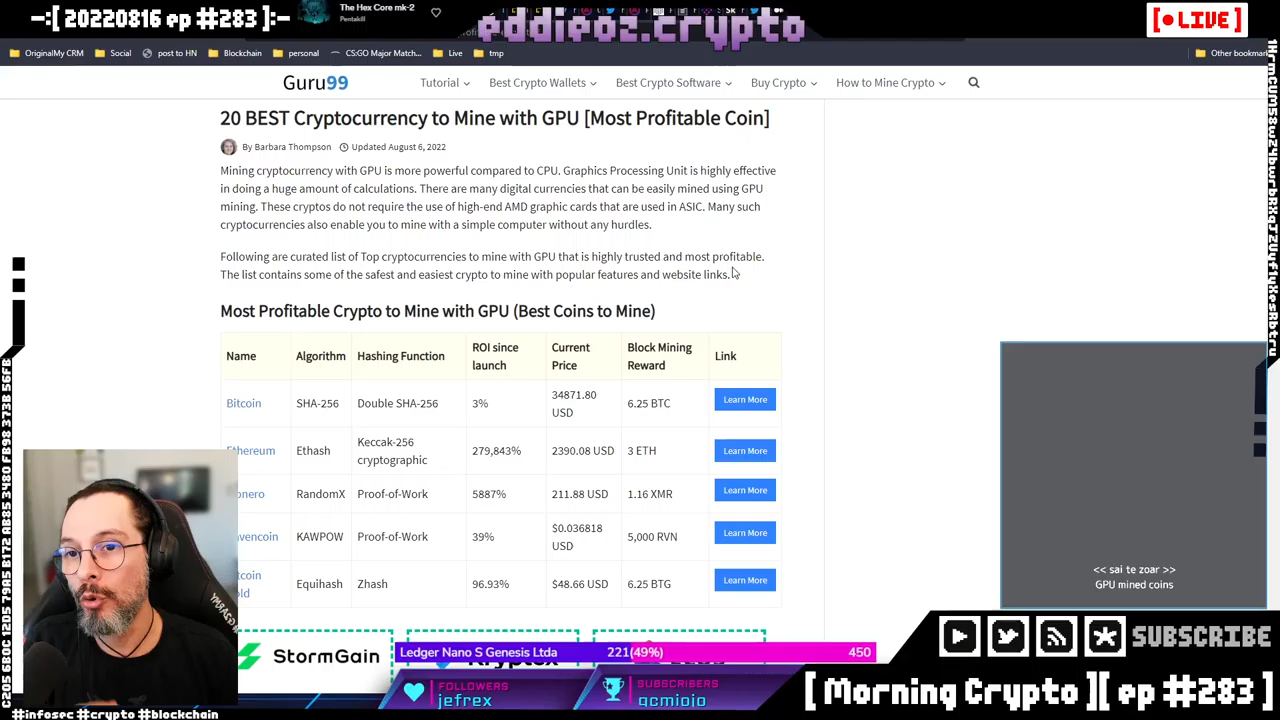 -:[ 20220816 ep #283 ]:-
The Hex Core mk-2
Pentakill
eddieoz.crypto
[ ● LIVE ]
OriginalMy CRM
Social
post to HN
Blockchain
personal
CS:GO Major Match...
Live
tmp
Other bookmar
Guru99
Tutorial
Best Crypto Wallets
Best Crypto Software
Buy Crypto
How to Mine Crypto
20 BEST Cryptocurrency to Mine with GPU [Most Profitable Coin]
By Barbara Thompson
Updated August 6, 2022
Mining cryptocurrency with GPU is more powerful compared to CPU. Graphics Processing Unit is highly effective
in doing a huge amount of calculations. There are many digital currencies that can be easily mined using GPU
mining. These cryptos do not require the use of high-end AMD graphic cards that are used in ASIC. Many such
cryptocurrencies also enable you to mine with a simple computer without any hurdles.
Following are curated list of Top cryptocurrencies to mine with GPU that is highly trusted and most profitable.
The list contains some of the safest and easiest crypto to mine with popular features and website links.
Most Profitable Crypto to Mine with GPU (Best Coins to Mine)
Name Algorithm Hashing Function ROI since launch Current Price Block Mining Reward Link
Bitcoin SHA-256 Double SHA-256 3% 34871.80 USD 6.25 BTC Learn More
Ethereum Ethash Keccak-256 cryptographic 279,843% 2390.08 USD 3 ETH Learn More
onero RandomX Proof-of-Work 5887% 211.88 USD 1.16 XMR Learn More
vencoin KAWPOW Proof-of-Work 39% $0.036818 USD 5,000 RVN Learn More
tcoin old Equihash Zhash 96.93% $48.66 USD 6.25 BTG Learn More
<< sai te zoar >>
GPU mined coins
StormGain
Ledger Nano S Genesis Ltda
221(49%)
450
FOLLOWERS
jefrex
SUBSCRIBERS
gcmiojo
SUBSCRIBE
[ Morning Crypto ][ ep #283 ]
#infosec #crypto #blockchain